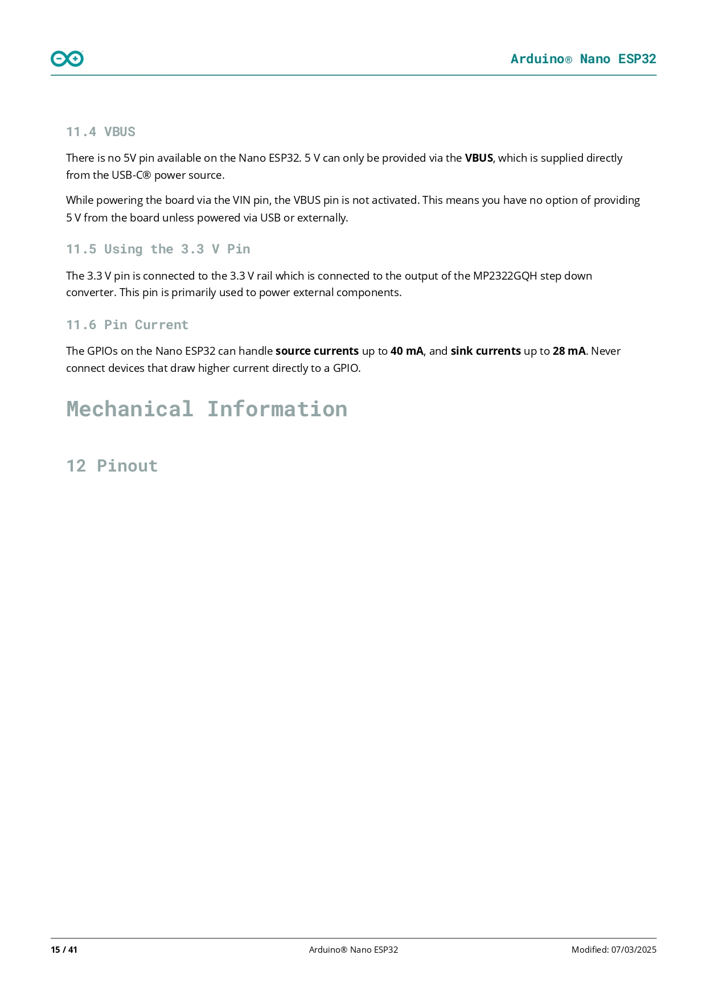 Arduino® Nano ESP32
11.4 VBUS
There is no 5V pin available on the Nano ESP32. 5 V can only be provided via the VBUS, which is supplied directly
from the USB-C® power source.
While powering the board via the VIN pin, the VBUS pin is not activated. This means you have no option of providing
5 V from the board unless powered via USB or externally.
11.5 Using the 3.3 V Pin
The 3.3 V pin is connected to the 3.3 V rail which is connected to the output of the MP2322GQH step down
converter. This pin is primarily used to power external components.
11.6 Pin Current
The GPIOs on the Nano ESP32 can handle source currents up to 40 mA, and sink currents up to 28 mA. Never
connect devices that draw higher current directly to a GPIO.
Mechanical Information
12 Pinout
15 / 41 Arduino® Nano ESP32 Modified: 07/03/2025